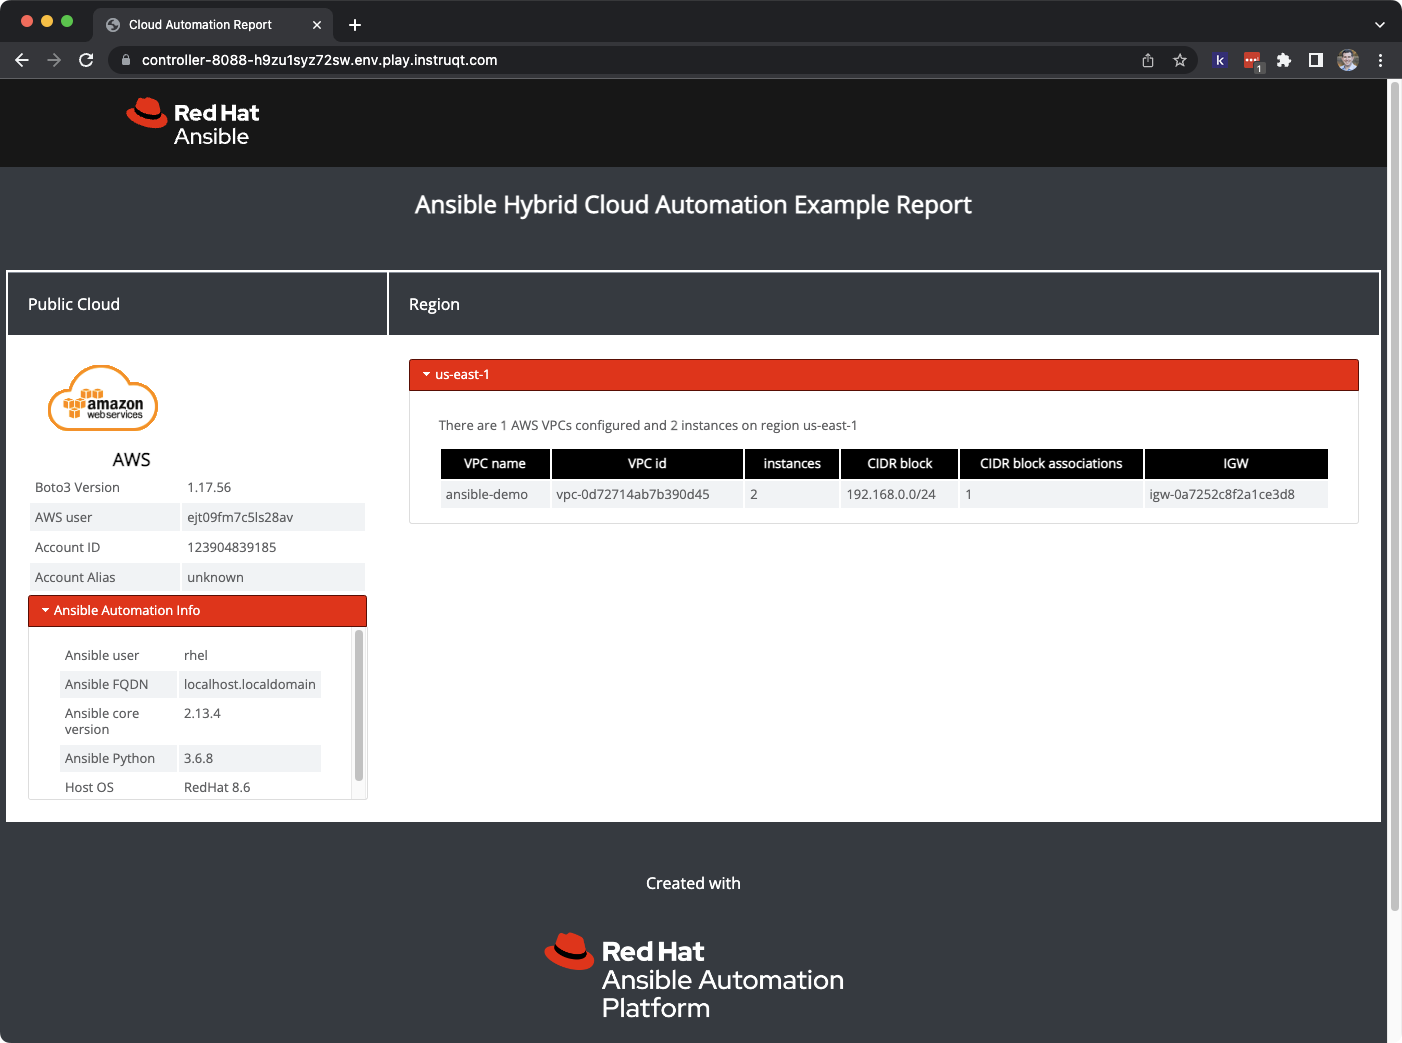 Cloud Automation Report
controller-8088-h9zu1syz72sw.env.play.instruqt.com
k
1
Red Hat
Ansible
Ansible Hybrid Cloud Automation Example Report
Public Cloud
Region
amazon
webservices
AWS
Boto3 Version 1.17.56
AWS user ejt09fm7c5ls28av
Account ID 123904839185
Account Alias unknown
Ansible Automation Info
Ansible user rhel
Ansible FQDN localhost.localdomain
Ansible core version 2.13.4
Ansible Python 3.6.8
Host OS RedHat 8.6
us-east-1
There are 1 AWS VPCs configured and 2 instances on region us-east-1
VPC name VPC id instances CIDR block CIDR block associations IGW
ansible-demo vpc-0d72714ab7b390d45 2 192.168.0.0/24 1 igw-0a7252c8f2a1ce3d8
Created with
Red Hat
Ansible Automation
Platform